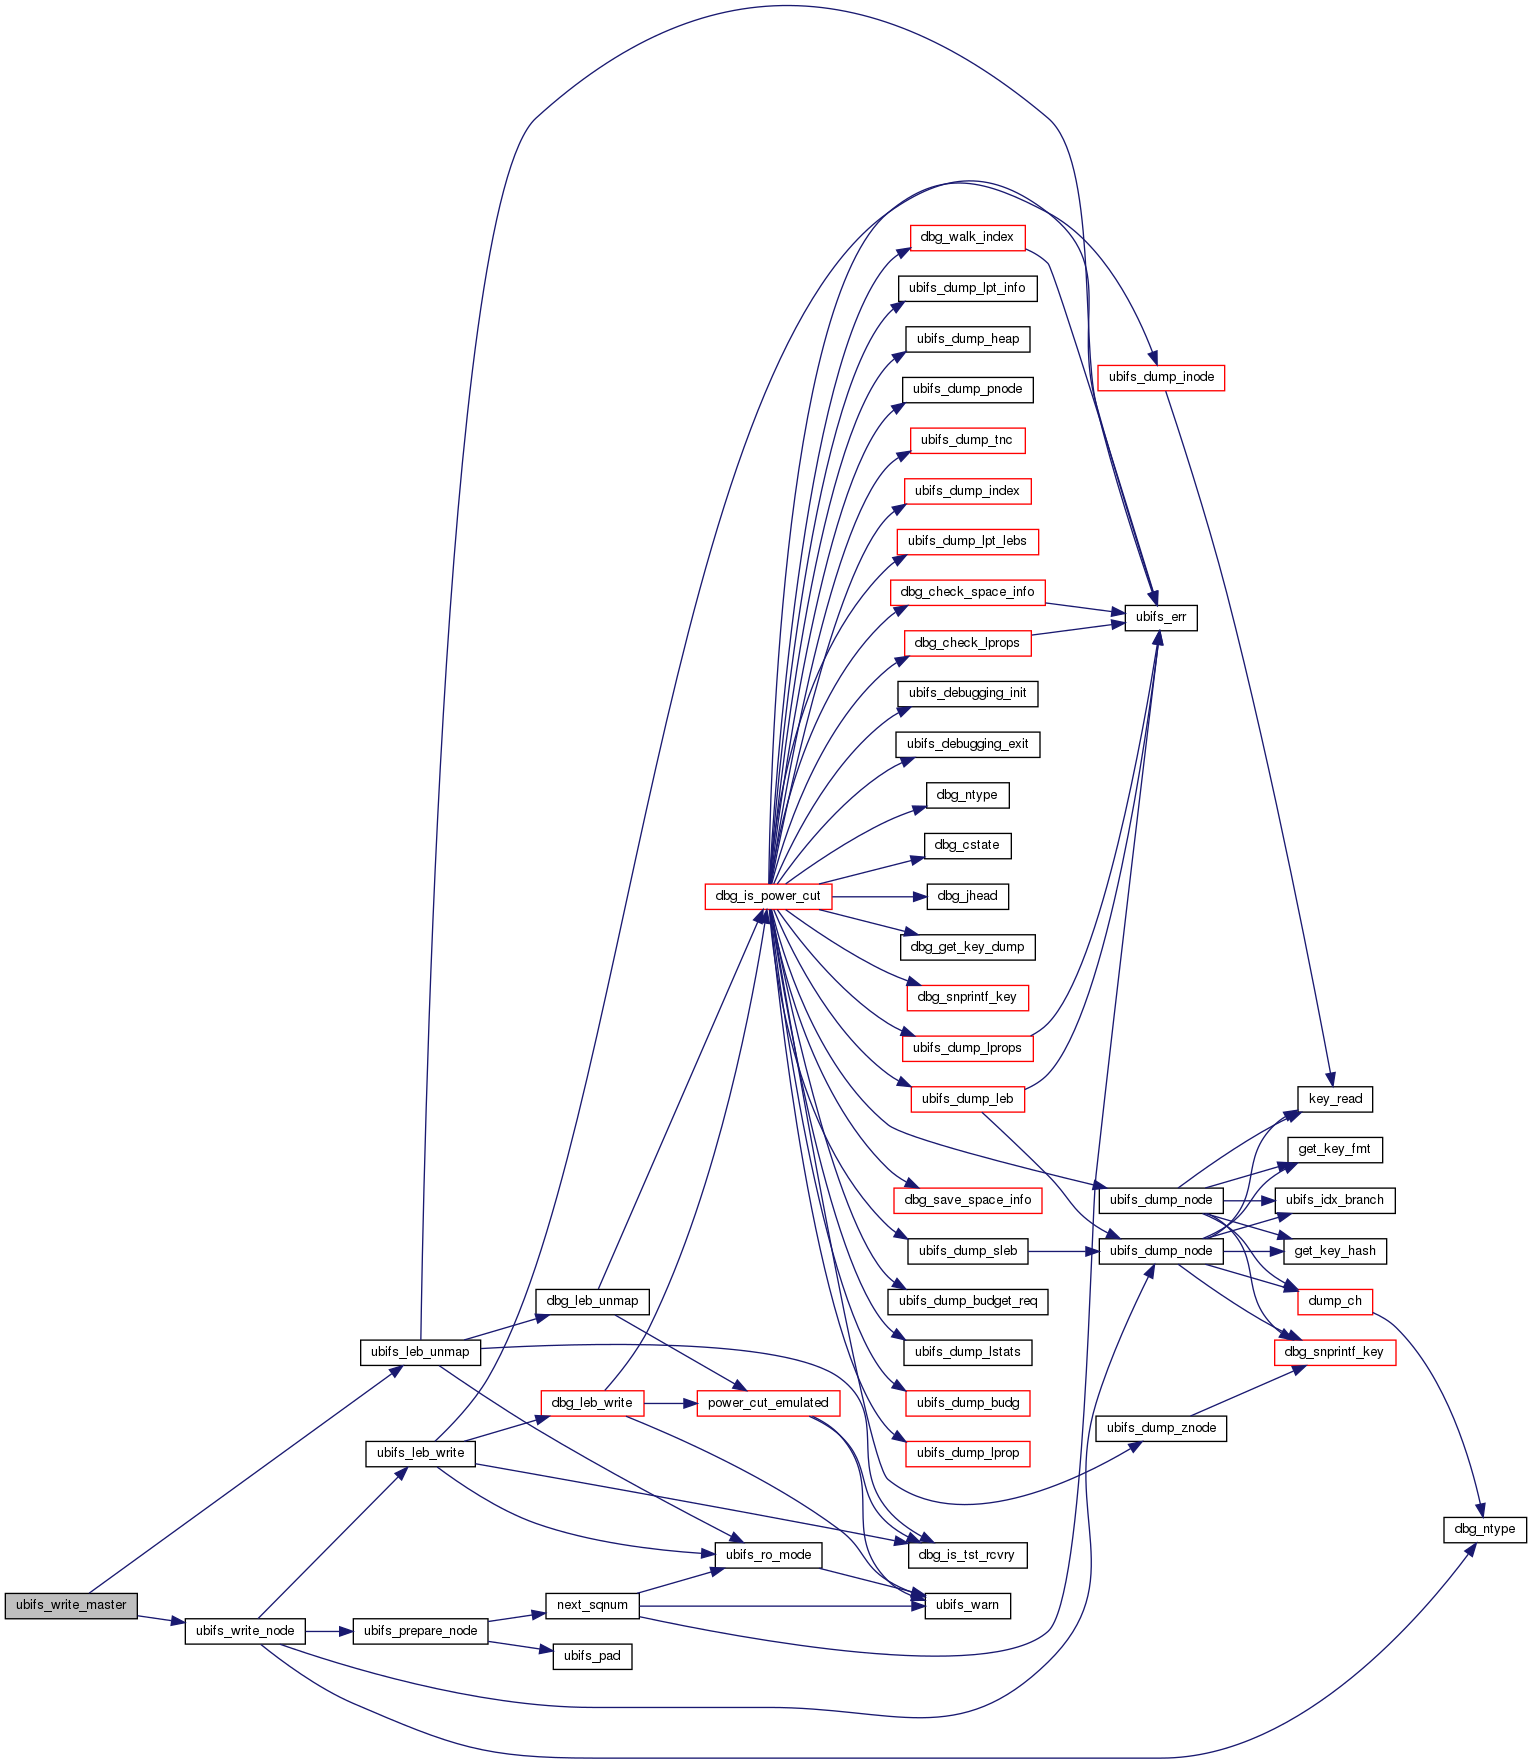 dbg_walk_index
ubifs_dump_lpt_info
ubifs_dump_heap
ubifs_dump_inode
ubifs_dump_pnode
ubifs_dump_tnc
ubifs_dump_index
ubifs_dump_lpt_lebs
dbg_check_space_info
ubifs_err
dbg_check_lprops
ubifs_debugging_init
ubifs_debugging_exit
dbg_ntype
dbg_cstate
dbg_is_power_cut
dbg_jhead
dbg_get_key_dump
dbg_snprintf_key
ubifs_dump_lprops
ubifs_dump_leb
key_read
get_key_fmt
dbg_save_space_info
ubifs_dump_node
ubifs_idx_branch
ubifs_dump_sleb
ubifs_dump_node
get_key_hash
dbg_leb_unmap
ubifs_dump_budget_req
dump_ch
ubifs_leb_unmap
ubifs_dump_lstats
dbg_snprintf_key
dbg_leb_write
power_cut_emulated
ubifs_dump_budg
ubifs_dump_znode
ubifs_leb_write
ubifs_dump_lprop
dbg_ntype
ubifs_ro_mode
dbg_is_tst_rcvry
ubifs_write_master
next_sqnum
ubifs_warn
ubifs_write_node
ubifs_prepare_node
ubifs_pad